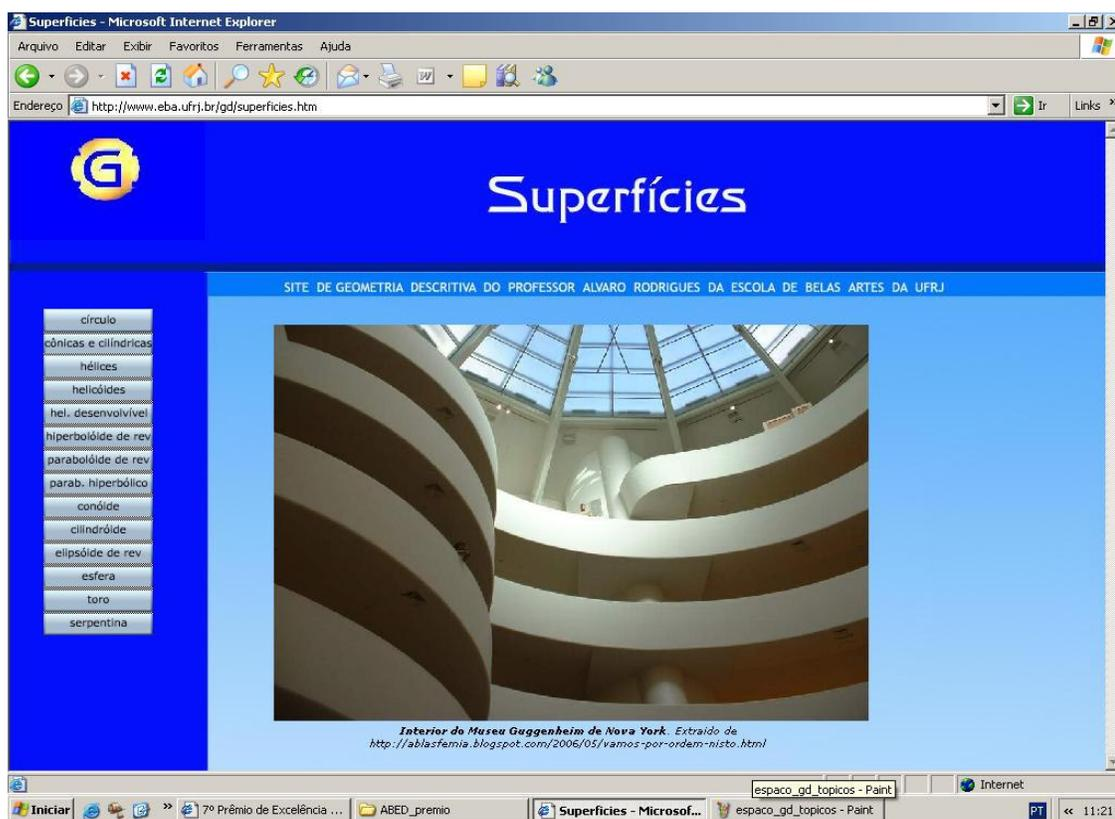 Superfícies - Microsoft Internet Explorer
Arquivo Editar Exibir Favoritos Ferramentas Ajuda
Endereço http://www.eba.ufrj.br/gd/superficies.htm Ir Links »
G
Superfícies
SITE DE GEOMETRIA DESCRITIVA DO PROFESSOR ALVARO RODRIGUES DA ESCOLA DE BELAS ARTES DA UFRJ
círculo
cônicas e cilíndricas
hélices
helicóides
hel. desenvolvível
hiperbolóide de rev
parabolóide de rev
parab. hiperbólico
conóide
cilindróide
elipsóide de rev
esfera
toro
serpentina
Interior do Museu Guggenheim de Nova York. Extraido de
http://ablasfemia.blogspot.com/2006/05/vamos-por-ordem-nisto.html
espaco_gd_topicos - Paint
Internet
Iniciar » 7º Prêmio de Excelência ... ABED_premio Superfícies - Microsof... espaco_gd_topicos - Paint PT « 11:21